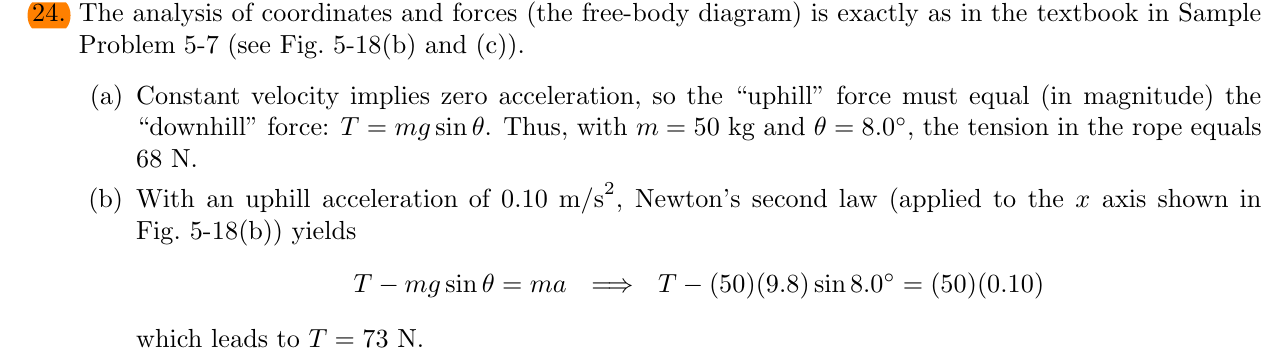 24. The analysis of coordinates and forces (the free-body diagram) is exactly as in the textbook in Sample
Problem 5-7 (see Fig. 5-18(b) and (c)).
(a) Constant velocity implies zero acceleration, so the “uphill” force must equal (in magnitude) the
“downhill” force: T = mg sin θ. Thus, with m = 50 kg and θ = 8.0°, the tension in the rope equals
68 N.
(b) With an uphill acceleration of 0.10 m/s², Newton’s second law (applied to the x axis shown in
Fig. 5-18(b)) yields
T − mg sin θ = ma ⟹ T − (50)(9.8) sin 8.0° = (50)(0.10)
which leads to T = 73 N.